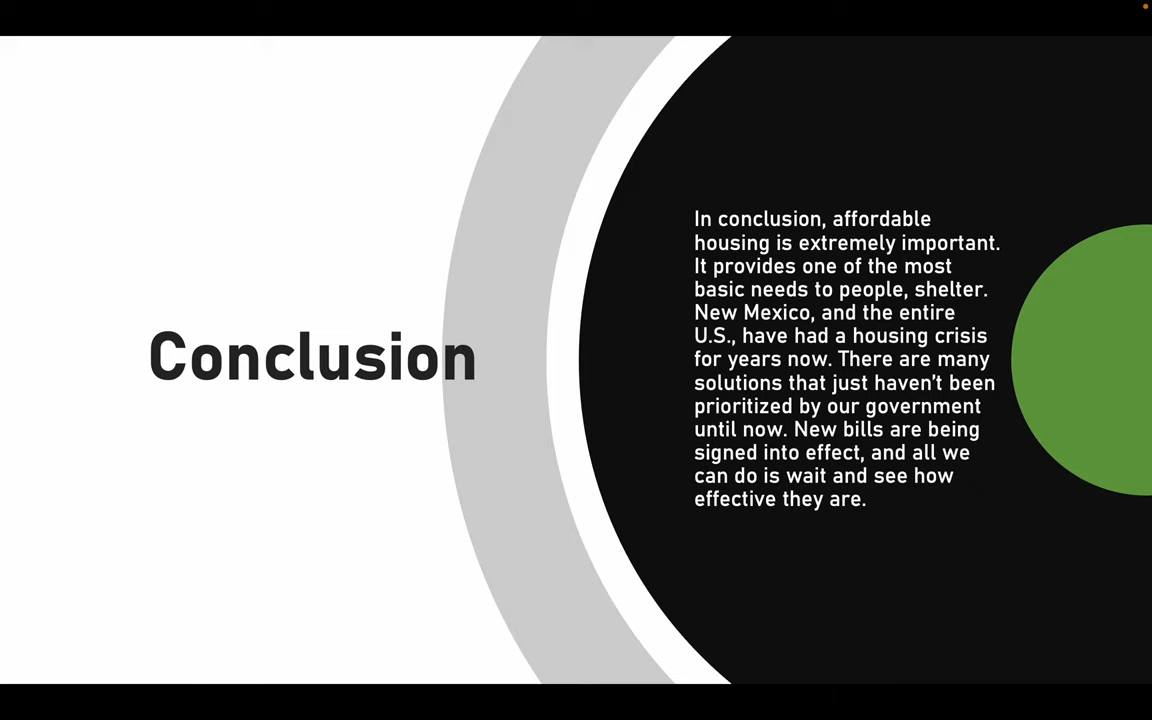 Conclusion
In conclusion, affordable
housing is extremely important.
It provides one of the most
basic needs to people, shelter.
New Mexico, and the entire
U.S., have had a housing crisis
for years now. There are many
solutions that just haven't been
prioritized by our government
until now. New bills are being
signed into effect, and all we
can do is wait and see how
effective they are.